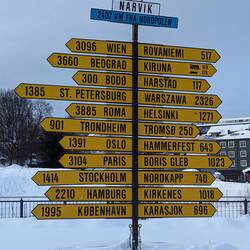 NARVIK
2407 KM FRA NORDPOLEN
3096 WIEN
ROVANIEMI 517
3660 BEOGRAD
KIRUNA
300 BODØ
HARSTAD 117
1385 ST. PETERSBURG
WARSZAWA 2326
3885 ROMA
HELSINKI 1271
901 TRONDHEIM
TROMSØ 250
1391 OSLO
HAMMERFEST 643
3104 PARIS
BORIS GLEB 1023
1414 STOCKHOLM
NORDKAPP 740
2210 HAMBURG
KIRKENES 1018
1995 KØBENHAVN
KARASJOK 696